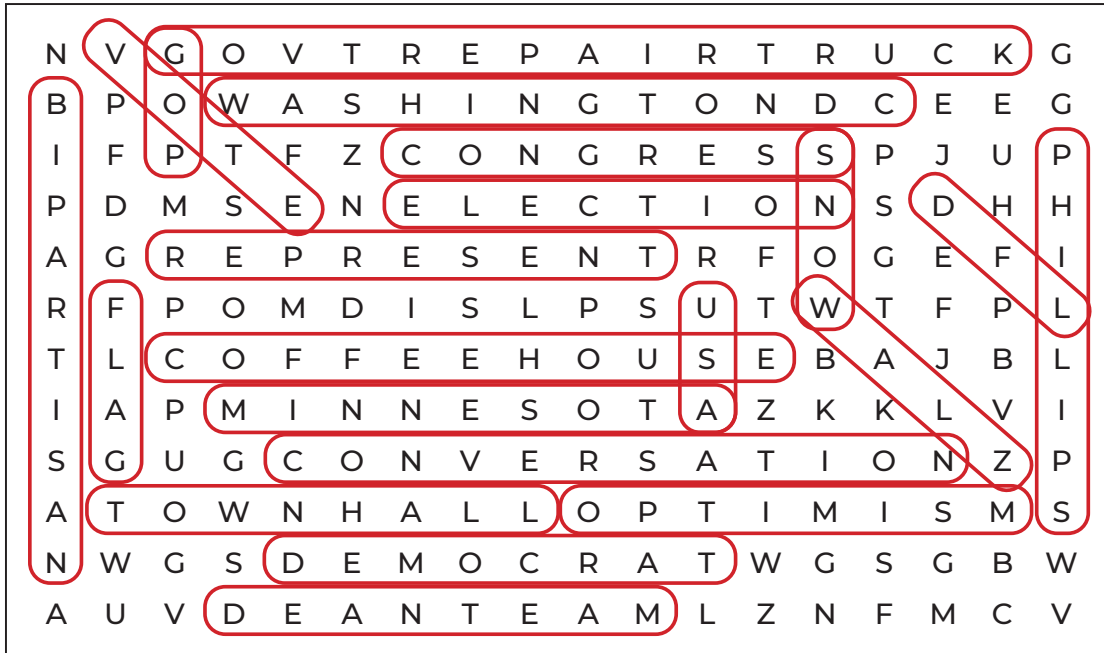 N V G O V T R E P A I R T R U C K G
B P O W A S H I N G T O N D C E E G
I F P T F Z C O N G R E S S P J U P
P D M S E N E L E C T I O N S D H H
A G R E P R E S E N T R F O G E F I
R F P O M D I S L P S U T W T F P L
T L C O F F E E H O U S E B A J B L
I A P M I N N E S O T A Z K K L V I
S G U G C O N V E R S A T I O N Z P
A T O W N H A L L O P T I M I S M S
N W G S D E M O C R A T W G S G B W
A U V D E A N T E A M L Z N F M C V